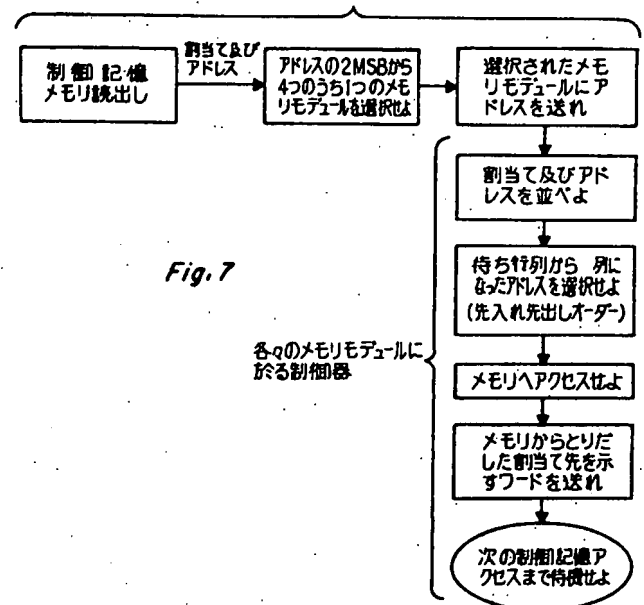 制御記憶
メモリ読出し
割当て及び
アドレス
アドレスの2MSBから
4つのうち1つのメモ
リモデュールを選択せよ
選択されたメモ
リモデュールにア
ドレスを送れ
割当て及びアド
レスを並べよ
待ち行列から 列に
なったアドレスを選択せよ
(先入れ先出しオーダー)
メモリへアクセスせよ
メモリからとりだ
した割当て先を示
すワードを送れ
次の制御記憶ア
クセスまで待機せよ
Fig. 7
各々のメモリモデュールに
於る制御器